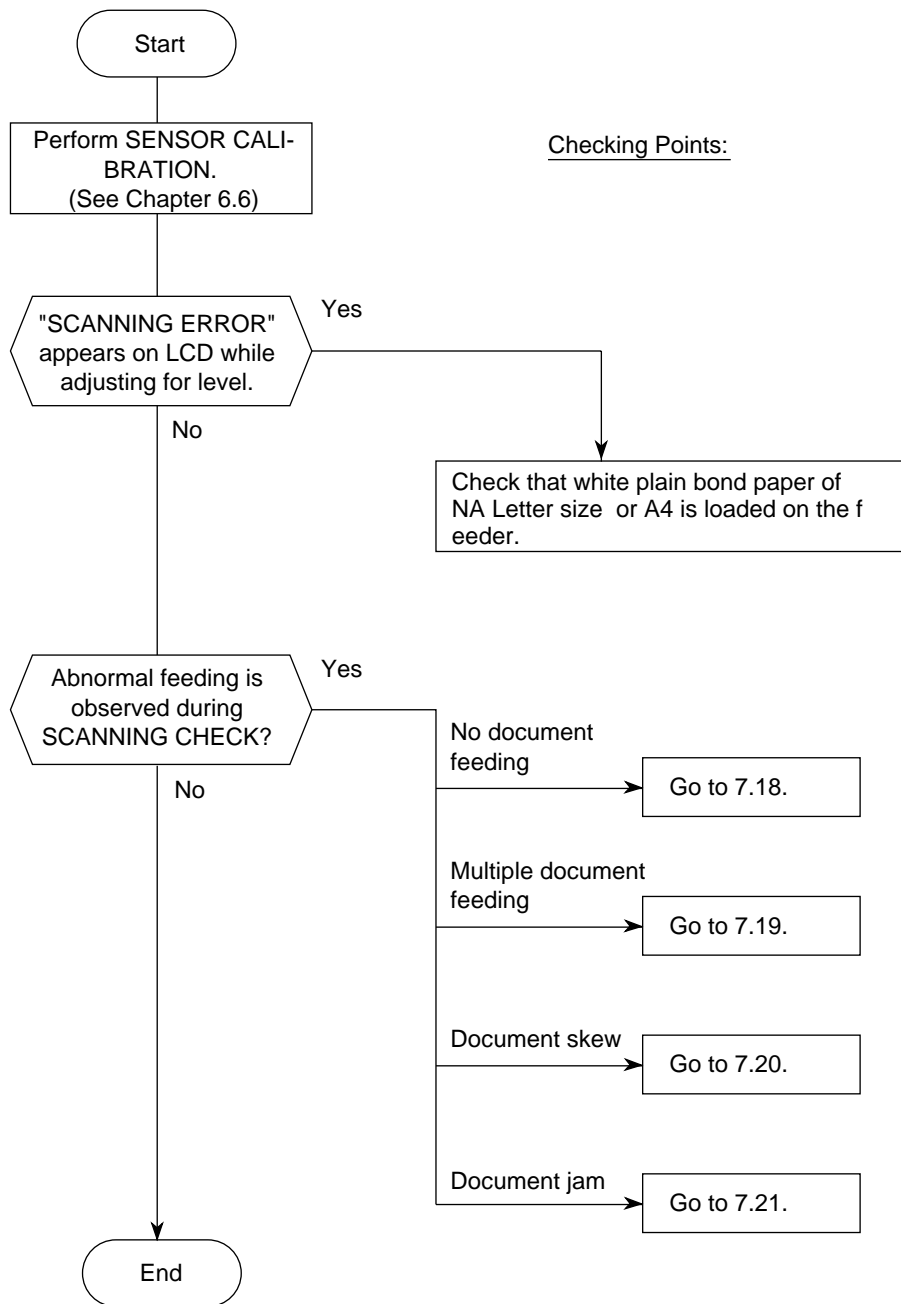 Start
Perform SENSOR CALI-
BRATION.
(See Chapter 6.6)
Checking Points:
"SCANNING ERROR"
appears on LCD while
adjusting for level.
Yes
No
Check that white plain bond paper of
NA Letter size  or A4 is loaded on the f
eeder.
Abnormal feeding is
observed during
SCANNING CHECK?
Yes
No
No document
feeding
Go to 7.18.
Multiple document
feeding
Go to 7.19.
Document skew
Go to 7.20.
Document jam
Go to 7.21.
End